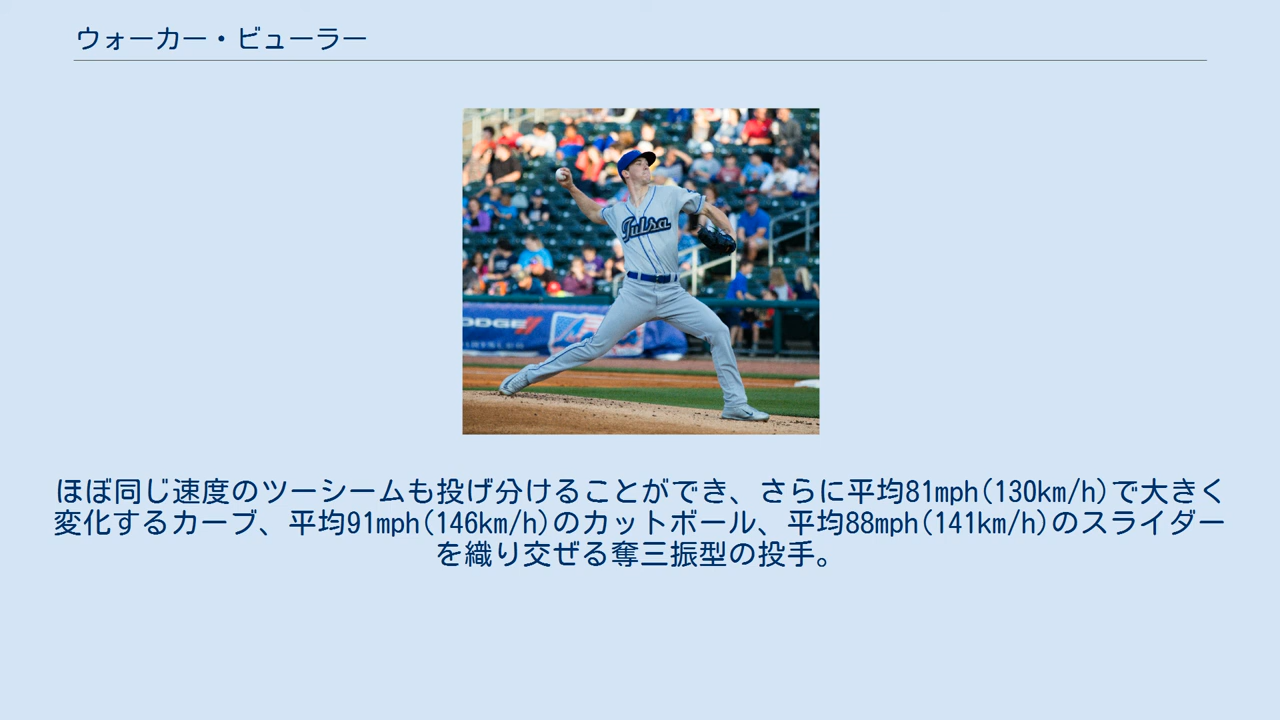 ウォーカー・ビューラー
Tulsa
DODGE
ほぼ同じ速度のツーシームも投げ分けることができ、さらに平均81mph(130km/h)で大きく
変化するカーブ、平均91mph(146km/h)のカットボール、平均88mph(141km/h)のスライダー
を織り交ぜる奪三振型の投手。